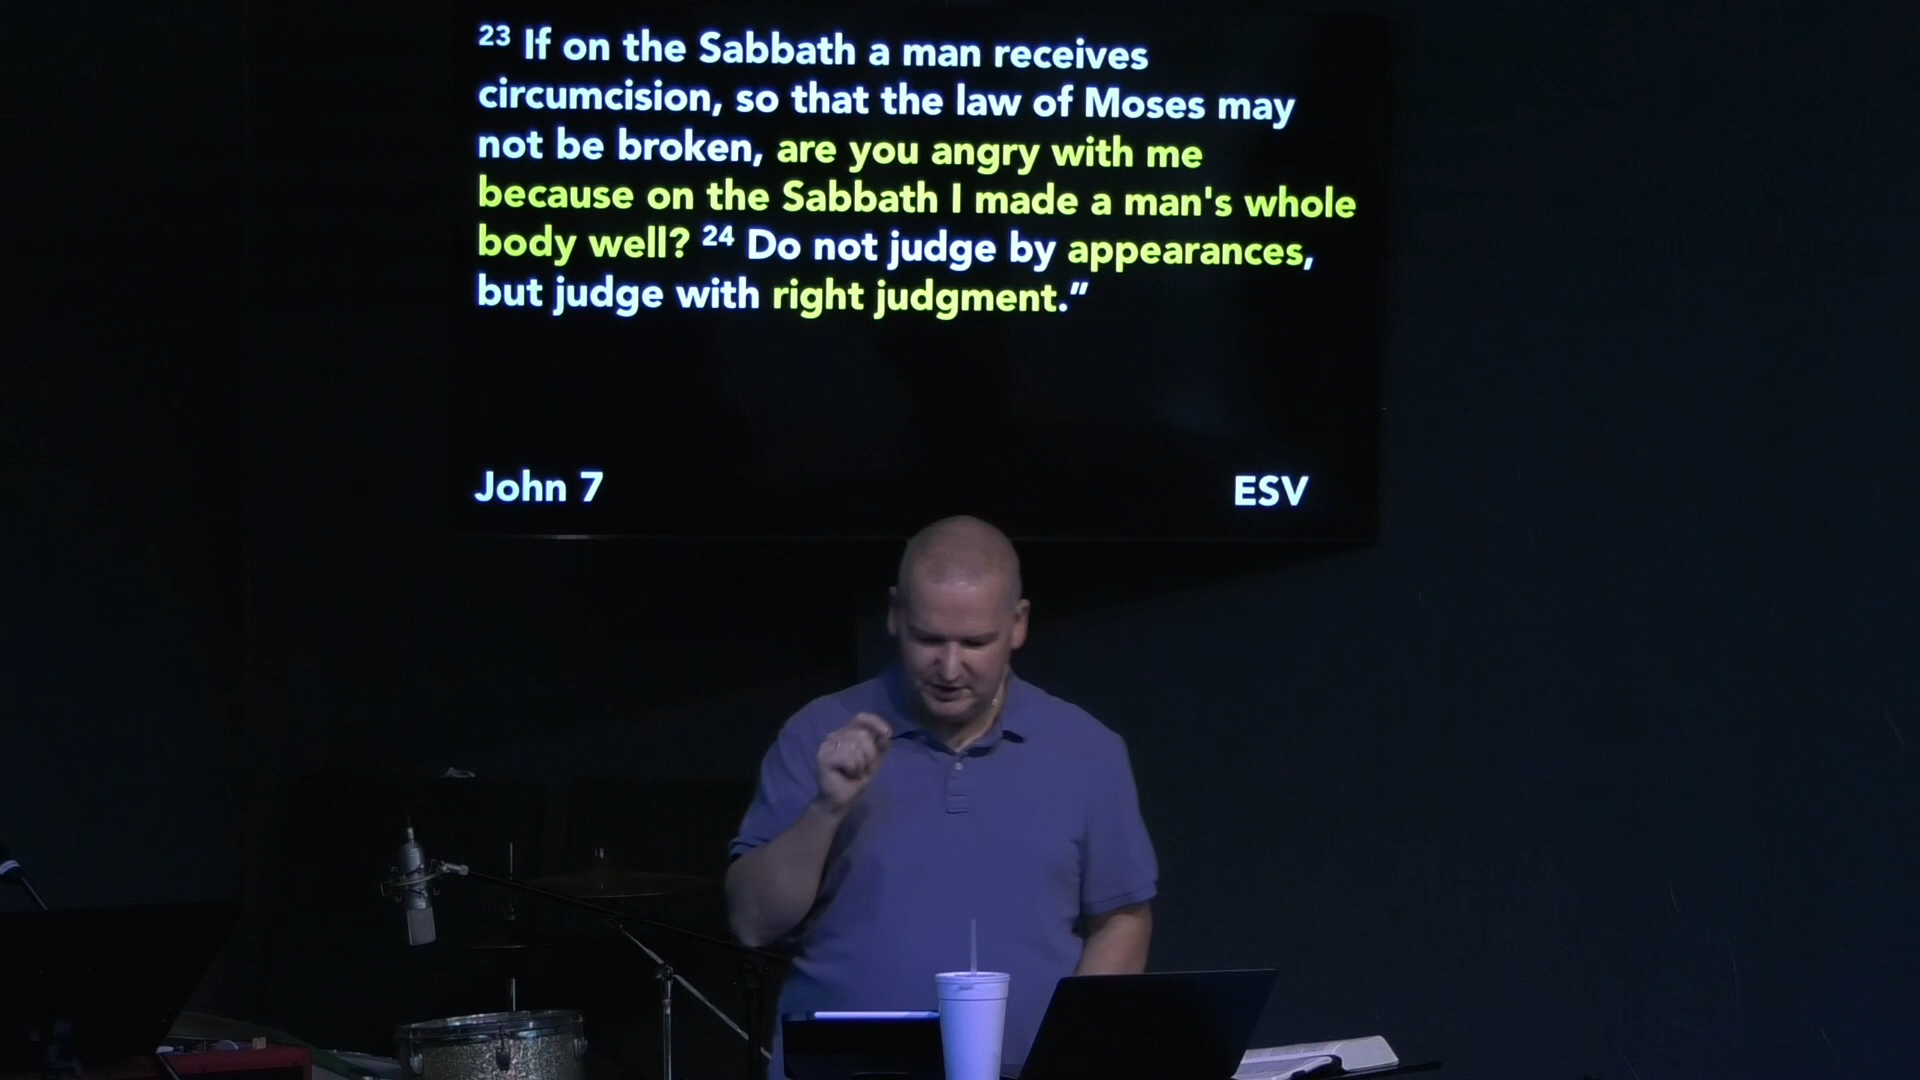 23 If on the Sabbath a man receives
circumcision, so that the law of Moses may
not be broken, are you angry with me
because on the Sabbath I made a man's whole
body well? 24 Do not judge by appearances,
but judge with right judgment.”
John 7
ESV